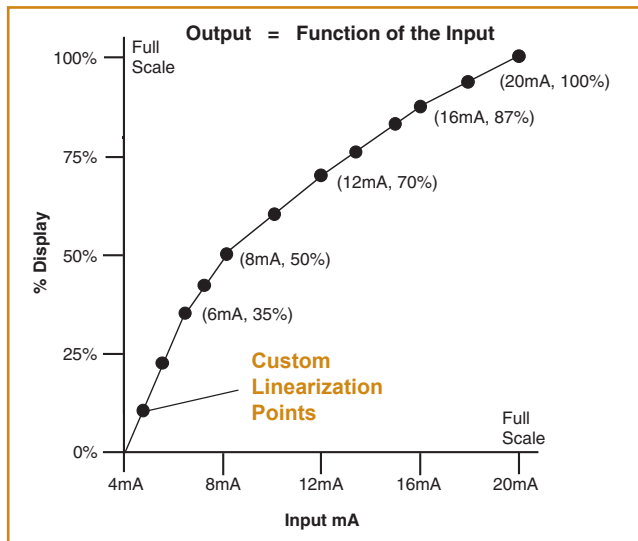 Output = Function of the Input
Full
Scale
100%
(20mA, 100%)
(16mA, 87%)
75%
(12mA, 70%)
% Display
50%
(8mA, 50%)
(6mA, 35%)
25%
Custom
Linearization
Points
Full
Scale
0%
4mA
8mA
12mA
16mA
20mA
Input mA